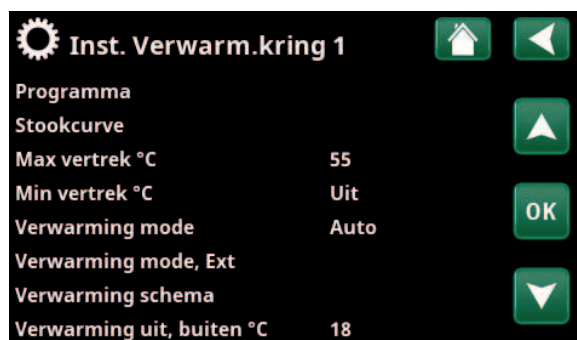 Inst. Verwarm.kring 1
Programma
Stookcurve
Max vertrek °C 55
Min vertrek °C Uit
Verwarming mode Auto
OK
Verwarming mode, Ext
Verwarming schema
Verwarming uit, buiten °C 18